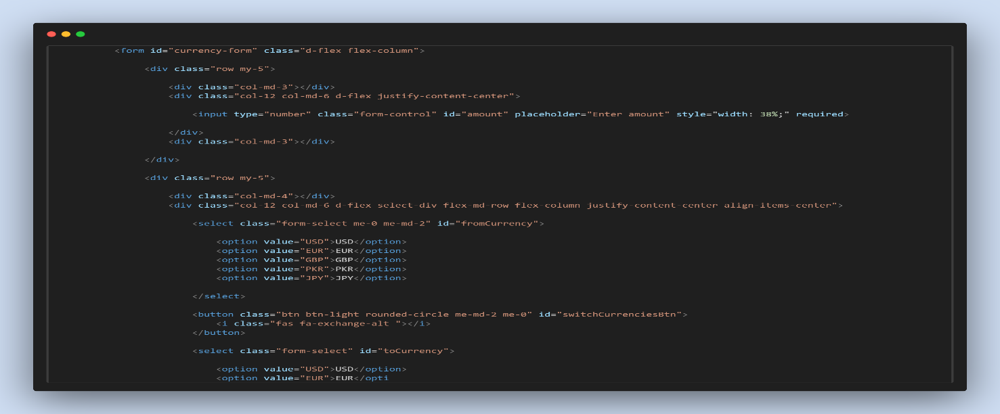 <form id="currency-form" class="d-flex flex-column">
<div class="row my-5">
<div class="col-md-3"></div>
<div class="col-12 col-md-6 d-flex justify-content-center">
<input type="number" class="form-control" id="amount" placeholder="Enter amount" style="width: 38%;" required>
</div>
<div class="col-md-3"></div>
</div>
<div class="row my-5">
<div class="col-md-4"></div>
<div class="col-12 col-md-6 d-flex select-div flex-md-row flex-column justify-content-center align-items-center">
<select class="form-select me-0 me-md-2" id="fromCurrency">
<option value="USD">USD</option>
<option value="EUR">EUR</option>
<option value="GBP">GBP</option>
<option value="PKR">PKR</option>
<option value="JPY">JPY</option>
</select>
<button class="btn btn-light rounded-circle me-md-2 me-0" id="switchCurrenciesBtn">
<i class="fas fa-exchange-alt "></i>
</button>
<select class="form-select" id="toCurrency">
<option value="USD">USD</option>
<option value="EUR">EUR</opti